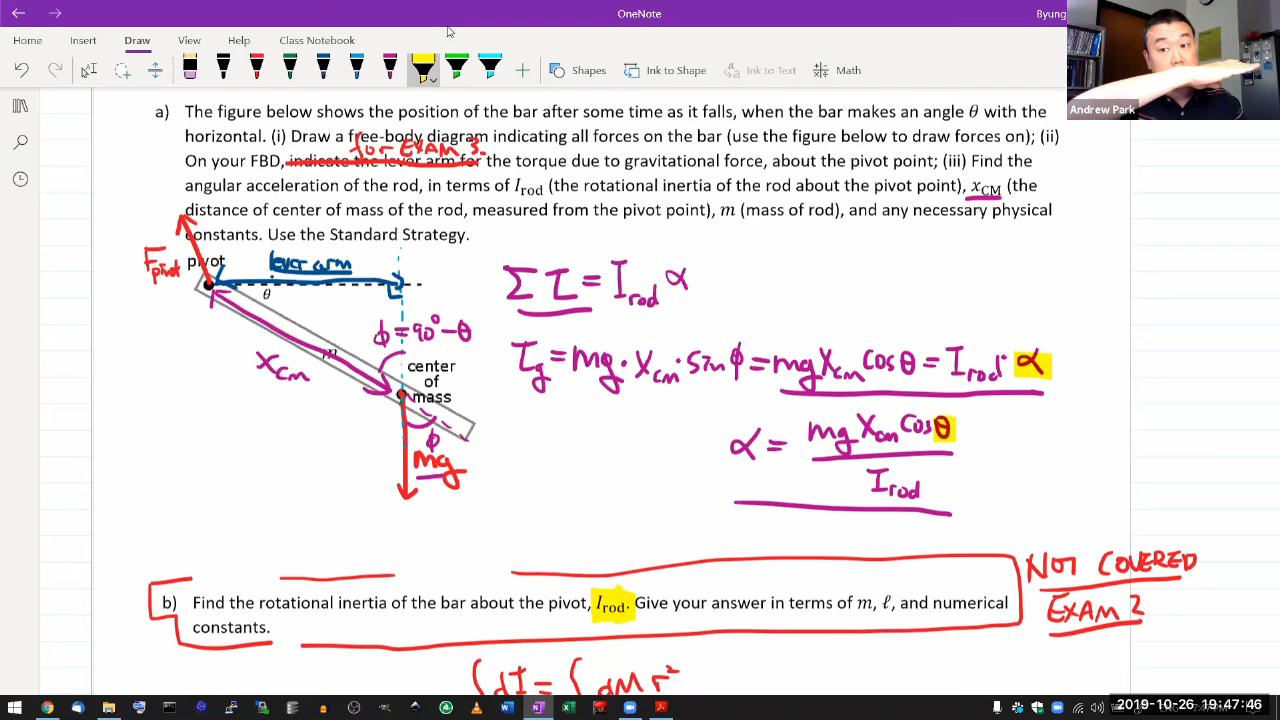 OneNote
Byung
Home Insert Draw View Help Class Notebook
Shapes Ink to Shape Ink to Text Math
Andrew Park
a) The figure below shows the position of the bar after some time as it falls, when the bar makes an angle θ with the
horizontal. (i) Draw a free-body diagram indicating all forces on the bar (use the figure below to draw forces on); (ii)
for EXAM 3.
On your FBD, indicate the lever arm for the torque due to gravitational force, about the pivot point; (iii) Find the
angular acceleration of the rod, in terms of I_rod (the rotational inertia of the rod about the pivot point), x_CM (the
distance of center of mass of the rod, measured from the pivot point), m (mass of rod), and any necessary physical
constants. Use the Standard Strategy.
F_pivot
pivot
lever arm
θ
Σ τ = I_rod α
ϕ = 90° − θ
m
x_cm
center
of
mass
τ_g = mg · x_cm · sin ϕ = mg x_cm cos θ = I_rod · α
ϕ
mg
α = mg x_cm cos θ
I_rod
NOT COVERED
EXAM 2
b) Find the rotational inertia of the bar about the pivot, I_rod. Give your answer in terms of m, ℓ, and numerical
constants.
∫ dI = ∫ dM r²
2019-10-26 19:47:46